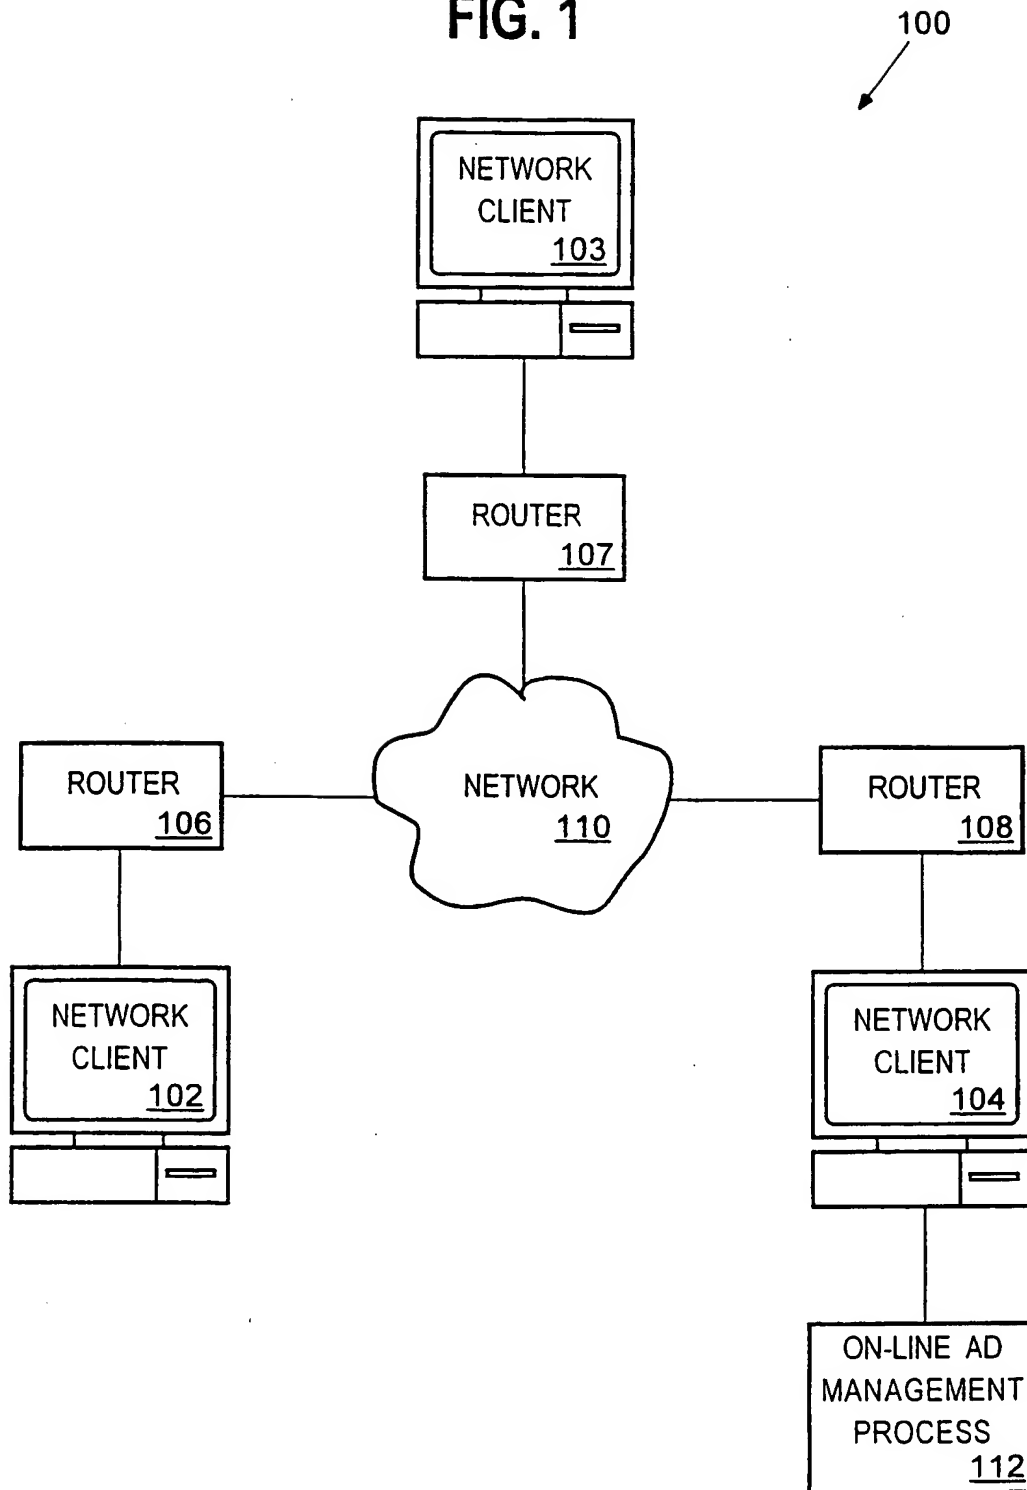 FIG. 1
100
NETWORK
CLIENT
103
ROUTER
107
NETWORK
110
ROUTER
106
ROUTER
108
NETWORK
CLIENT
102
NETWORK
CLIENT
104
ON-LINE AD
MANAGEMENT
PROCESS
112